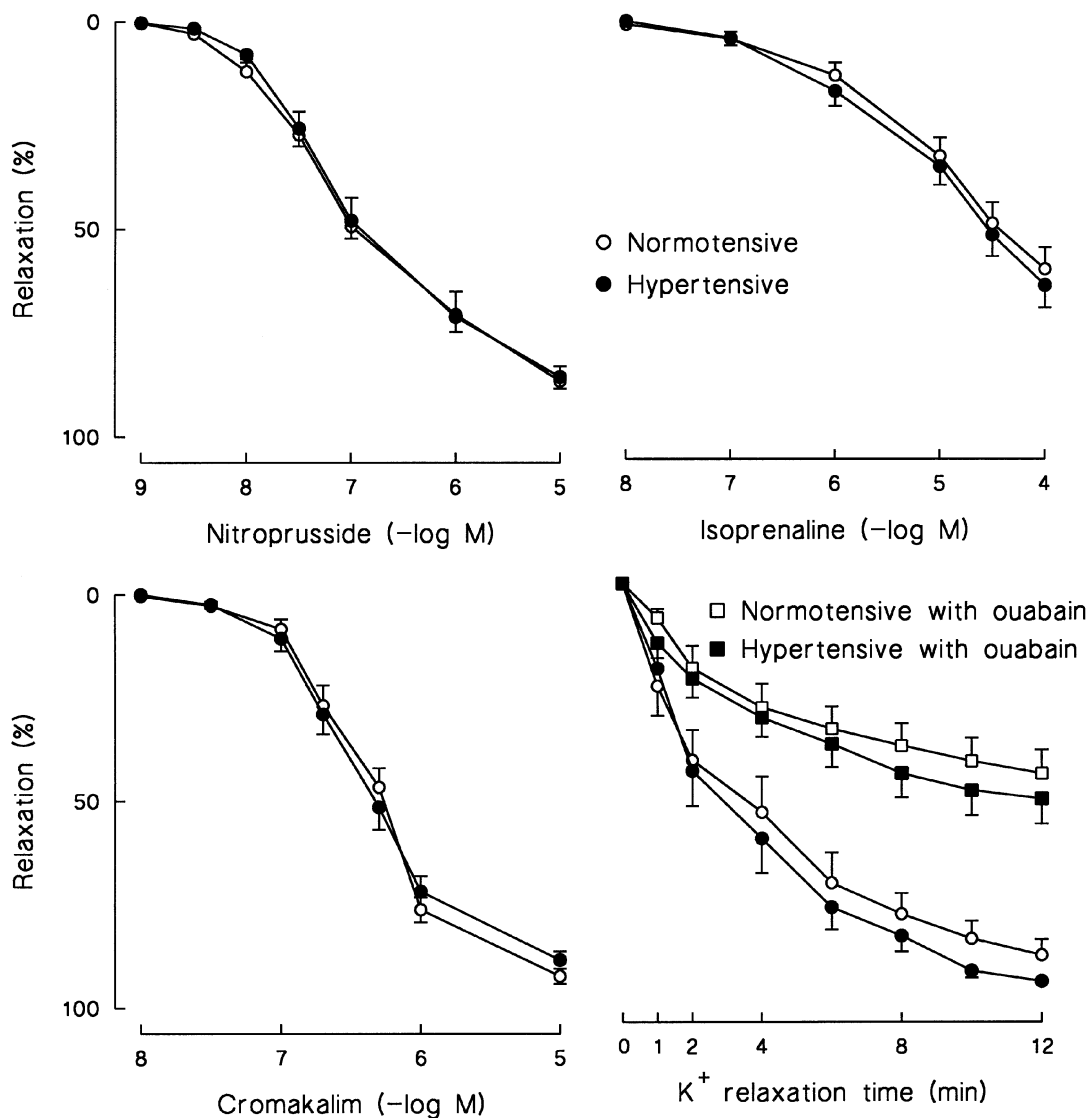 Relaxation (%)
0
50
100
9 8 7 6 5
Nitroprusside (-log M)
Normotensive
Hypertensive
8 7 6 5 4
Isoprenaline (-log M)
Relaxation (%)
0
50
100
8 7 6 5
Cromakalim (-log M)
Normotensive with ouabain
Hypertensive with ouabain
0 1 2 4 8 12
K+ relaxation time (min)